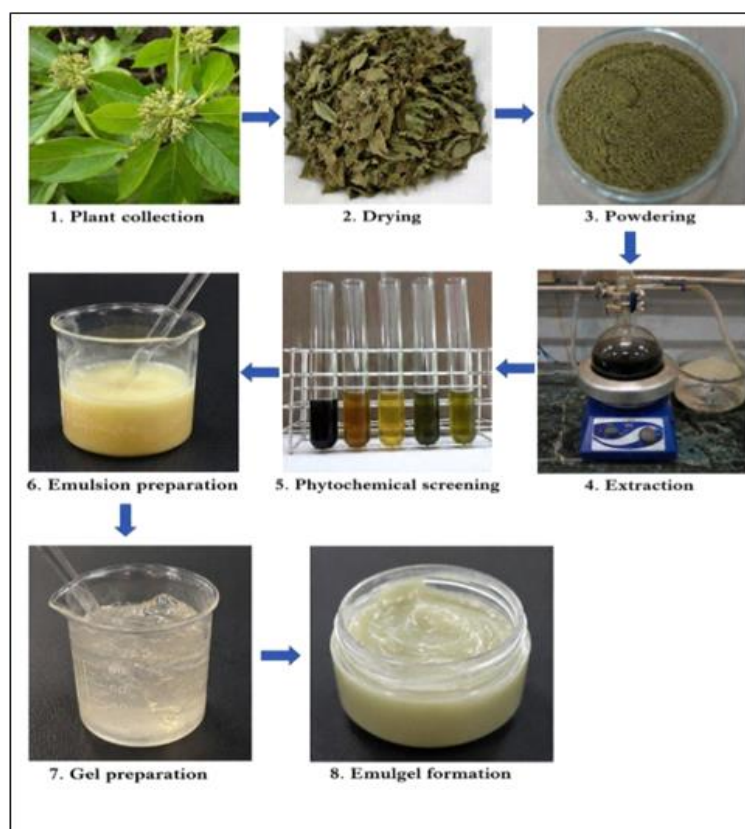 1. Plant collection
2. Drying
3. Powdering
4. Extraction
5. Phytochemical screening
6. Emulsion preparation
7. Gel preparation
8. Emulgel formation